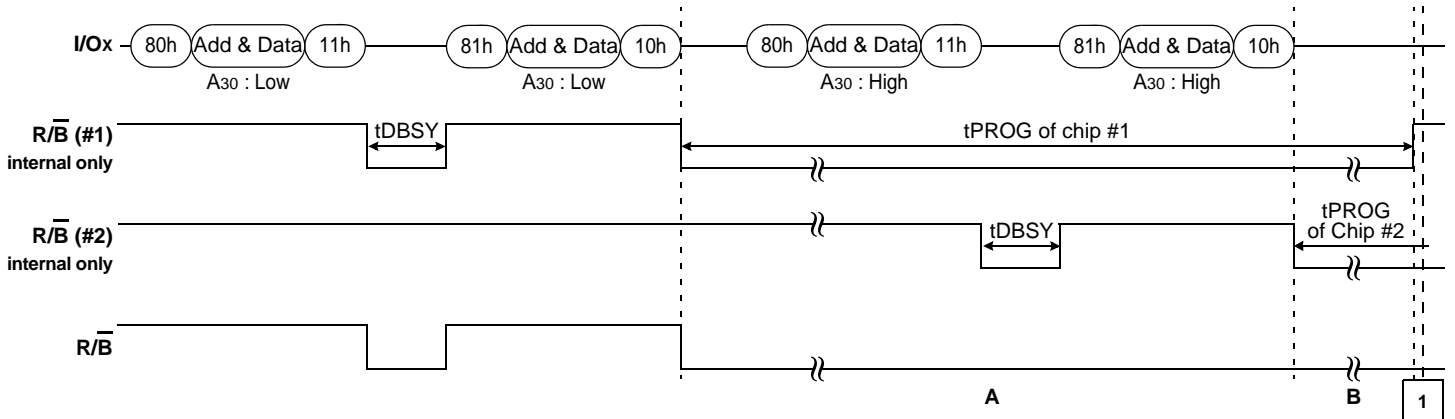 I/Ox 80h Add & Data 11h 81h Add & Data 10h 80h Add & Data 11h 81h Add & Data 10h
A30 : Low A30 : Low A30 : High A30 : High
R/B (#1)
internal only
tDBSY
tPROG of chip #1
R/B (#2)
internal only
tDBSY
tPROG
of Chip #2
R/B
A B 1